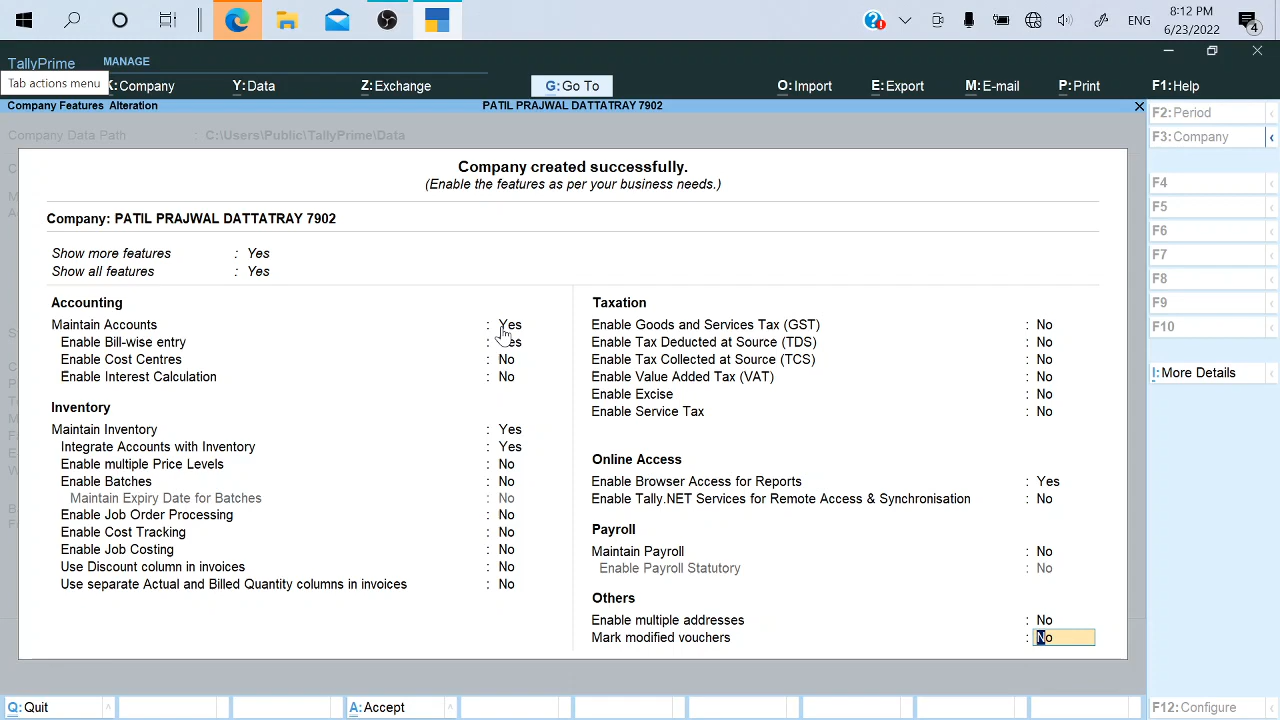 ENG
8:12 PM
6/23/2022
4
TallyPrime
MANAGE
Tab actions menu
K:Company
Y:Data
Z:Exchange
G:Go To
O:Import
E:Export
M:E-mail
P:Print
F1:Help
Company Features Alteration
PATIL PRAJWAL DATTATRAY 7902
F2:Period
Company Data Path : C:\Users\Public\TallyPrime\Data
F3:Company
Company created successfully.
(Enable the features as per your business needs.)
F4
F5
F6
F7
F8
F9
F10
I:More Details
Company: PATIL PRAJWAL DATTATRAY 7902
Show more features : Yes
Show all features : Yes
Accounting
Maintain Accounts : Yes
Enable Bill-wise entry : Yes
Enable Cost Centres : No
Enable Interest Calculation : No
Inventory
Maintain Inventory : Yes
Integrate Accounts with Inventory : Yes
Enable multiple Price Levels : No
Enable Batches : No
Maintain Expiry Date for Batches : No
Enable Job Order Processing : No
Enable Cost Tracking : No
Enable Job Costing : No
Use Discount column in invoices : No
Use separate Actual and Billed Quantity columns in invoices : No
Taxation
Enable Goods and Services Tax (GST) : No
Enable Tax Deducted at Source (TDS) : No
Enable Tax Collected at Source (TCS) : No
Enable Value Added Tax (VAT) : No
Enable Excise : No
Enable Service Tax : No
Online Access
Enable Browser Access for Reports : Yes
Enable Tally.NET Services for Remote Access & Synchronisation : No
Payroll
Maintain Payroll : No
Enable Payroll Statutory : No
Others
Enable multiple addresses : No
Mark modified vouchers : No
Q:Quit
A:Accept
F12:Configure